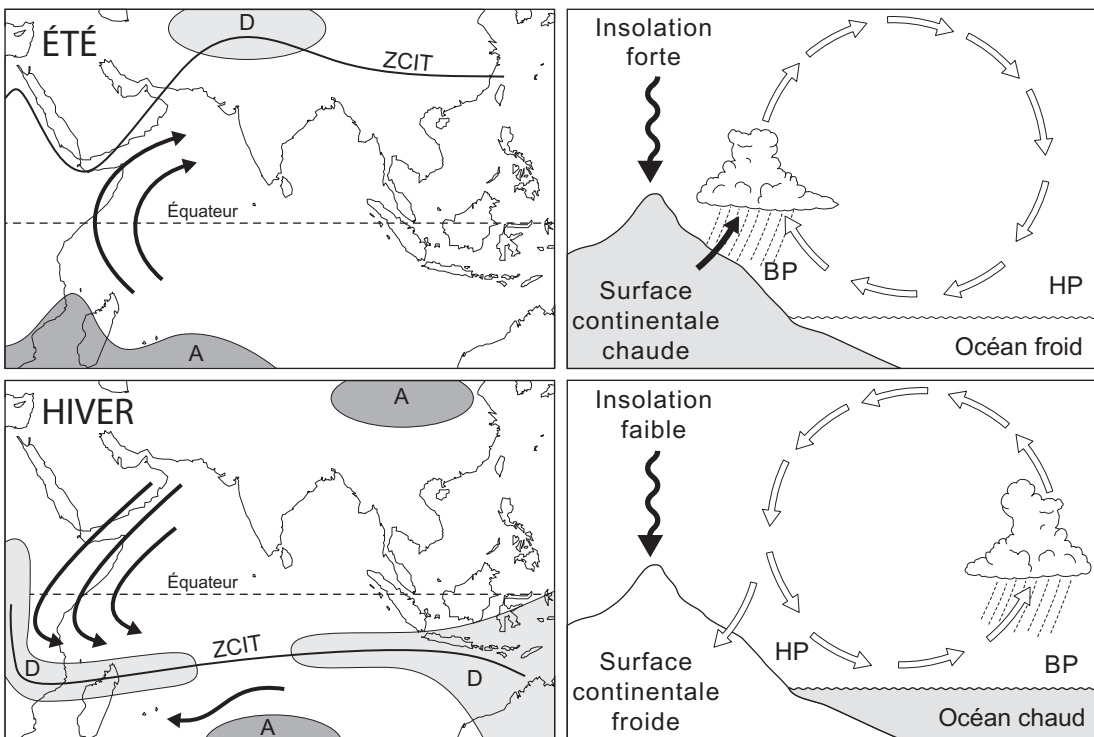 ÉTÉ
D
ZCIT
Équateur
A
Insolation
forte
BP
HP
Surface
continentale
chaude
Océan froid
HIVER
A
Équateur
ZCIT
D
D
A
Insolation
faible
HP
BP
Surface
continentale
froide
Océan chaud